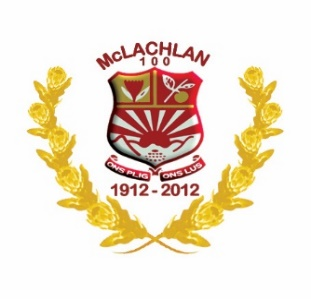 McLACHLAN
100
ONS PLIG ONS LUS
1912 - 2012